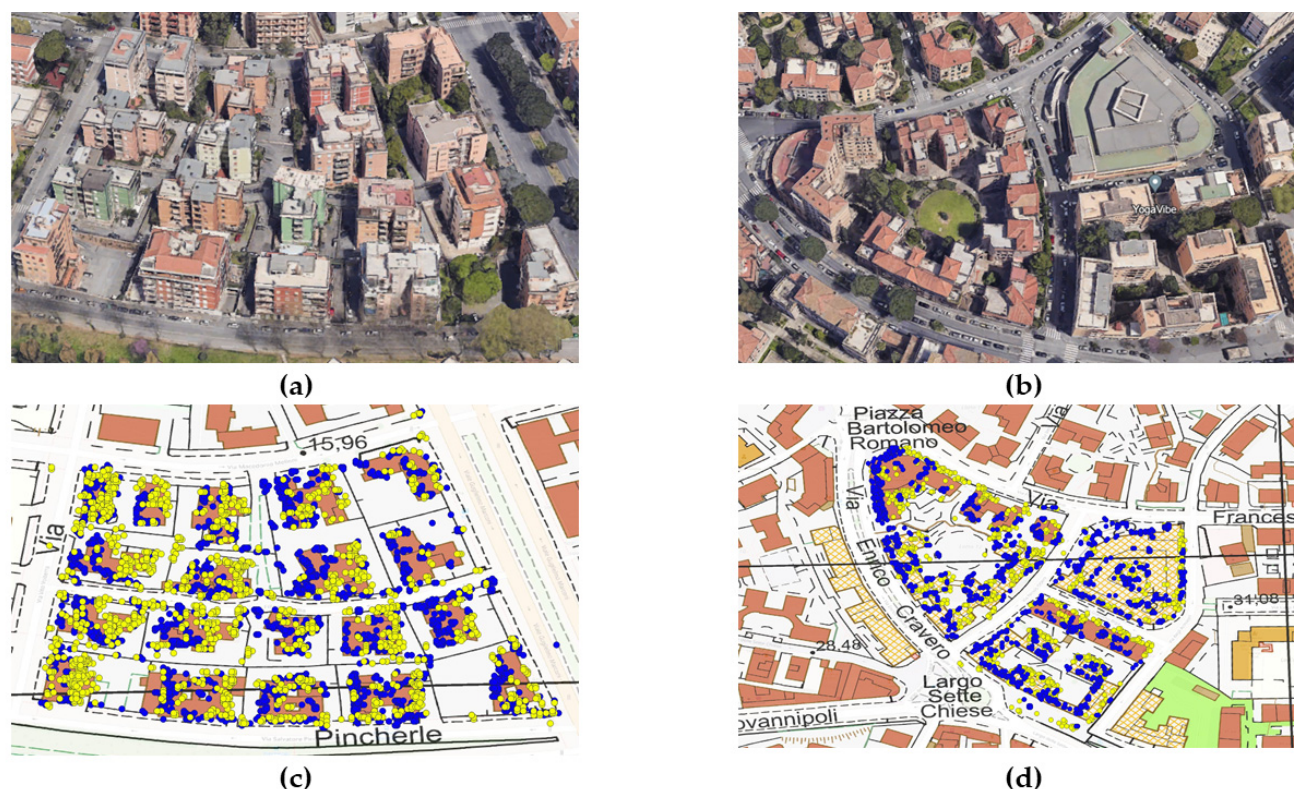 YogaVibe
(a)
(b)
15,96
Via
Pincherle
(c)
Piazza
Bartolomeo
Romano
Via
Via
Via
Frances
Enrico
Cravero
31,08
28,48
Largo
Sette
Chiese
ovannipoli
(d)